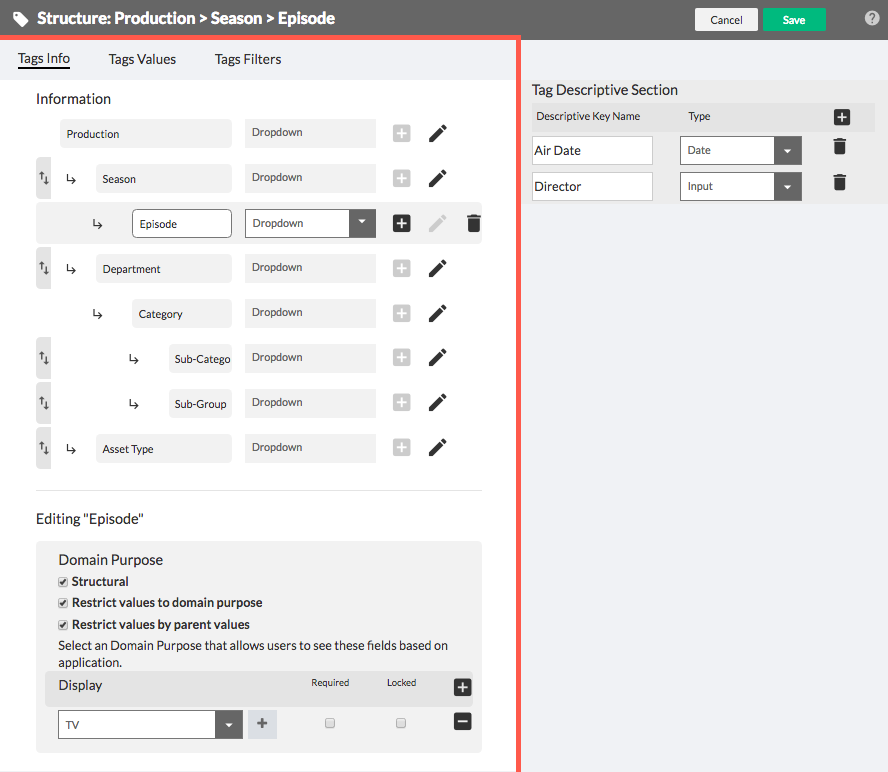 Structure: Production > Season > Episode
Cancel
Save
?
Tags Info
Tags Values
Tags Filters
Information
Production
Dropdown
Season
Dropdown
Episode
Dropdown
Department
Dropdown
Category
Dropdown
Sub-Catego
Dropdown
Sub-Group
Dropdown
Asset Type
Dropdown
Editing "Episode"
Domain Purpose
Structural
Restrict values to domain purpose
Restrict values by parent values
Select an Domain Purpose that allows users to see these fields based on
application.
Display
Required
Locked
TV
Tag Descriptive Section
Descriptive Key Name
Type
Air Date
Date
Director
Input